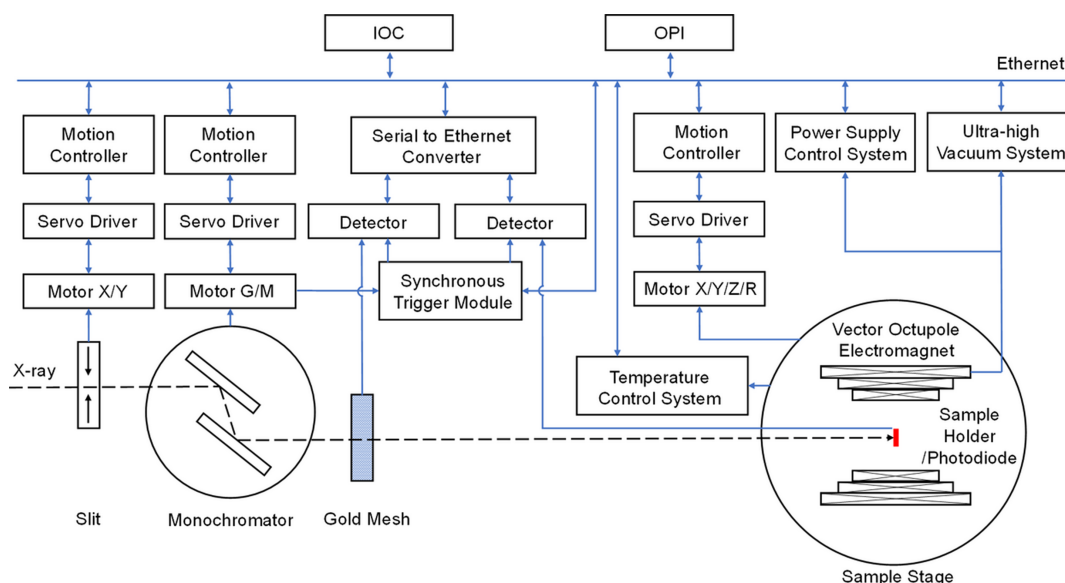 IOC
OPI
Ethernet
Motion
Controller
Motion
Controller
Serial to Ethernet
Converter
Motion
Controller
Power Supply
Control System
Ultra-high
Vacuum System
Servo Driver
Servo Driver
Detector
Detector
Servo Driver
Motor X/Y
Motor G/M
Synchronous
Trigger Module
Motor X/Y/Z/R
X-ray
Temperature
Control System
Vector Octupole
Electromagnet
Sample
Holder
/Photodiode
Slit
Monochromator
Gold Mesh
Sample Stage